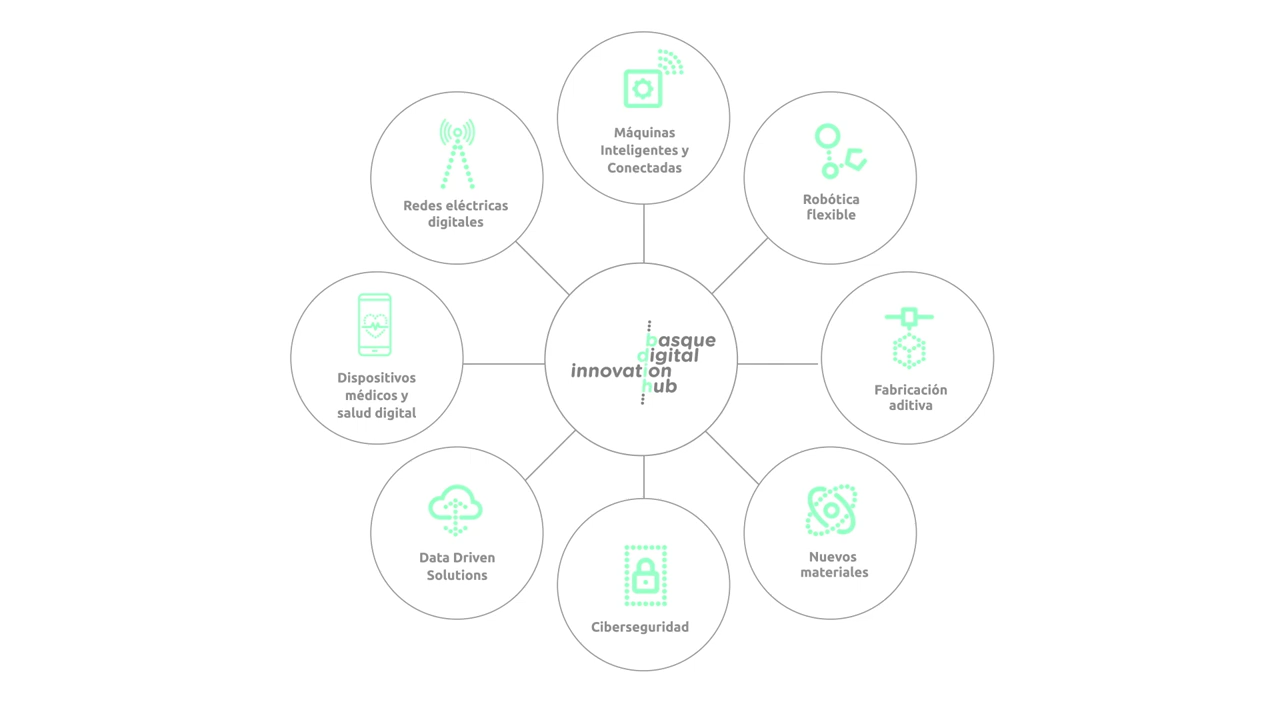 Máquinas
Inteligentes y
Conectadas
Redes eléctricas
digitales
Robótica
flexible
Dispositivos
médicos y
salud digital
basque
digital
innovation
hub
Fabricación
aditiva
Data Driven
Solutions
Nuevos
materiales
Ciberseguridad